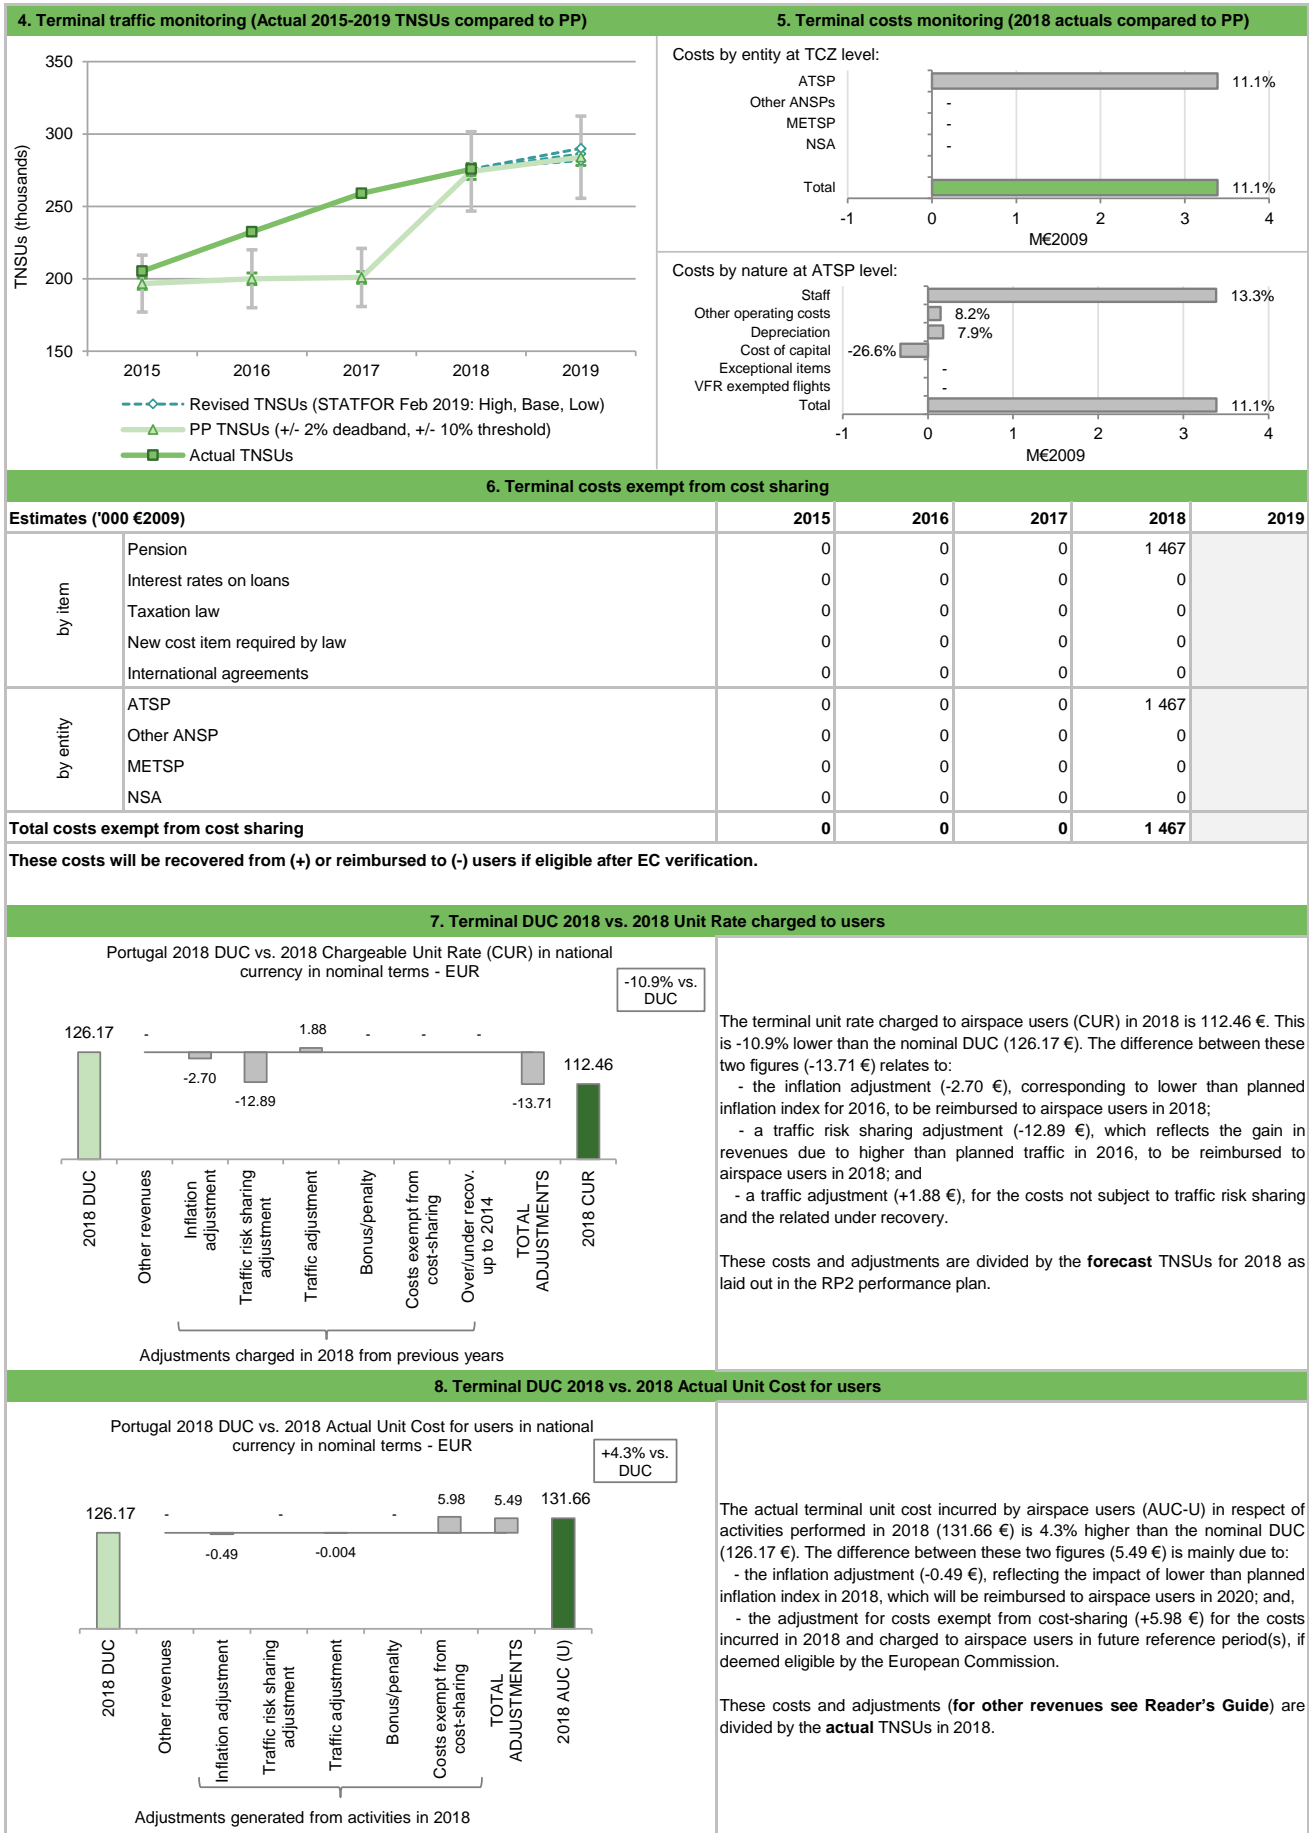 4. Terminal traffic monitoring (Actual 2015-2019 TNSUs compared to PP)
350
300
250
200
150
TNSUs (thousands)
2015 2016 2017 2018 2019
Revised TNSUs (STATFOR Feb 2019: High, Base, Low)
PP TNSUs (+/- 2% deadband, +/- 10% threshold)
Actual TNSUs
5. Terminal costs monitoring (2018 actuals compared to PP)
Costs by entity at TCZ level:
ATSP 11.1%
Other ANSPs -
METSP -
NSA -
Total 11.1%
-1 0 1 2 3 4
M€2009
Costs by nature at ATSP level:
Staff 13.3%
Other operating costs 8.2%
Depreciation 7.9%
Cost of capital -26.6%
Exceptional items -
VFR exempted flights -
Total 11.1%
-1 0 1 2 3 4
M€2009
6. Terminal costs exempt from cost sharing
Estimates ('000 €2009) 2015 2016 2017 2018 2019
by item
Pension 0 0 0 1 467
Interest rates on loans 0 0 0 0
Taxation law 0 0 0 0
New cost item required by law 0 0 0 0
International agreements 0 0 0 0
by entity
ATSP 0 0 0 1 467
Other ANSP 0 0 0 0
METSP 0 0 0 0
NSA 0 0 0 0
Total costs exempt from cost sharing 0 0 0 1 467
These costs will be recovered from (+) or reimbursed to (-) users if eligible after EC verification.
7. Terminal DUC 2018 vs. 2018 Unit Rate charged to users
Portugal 2018 DUC vs. 2018 Chargeable Unit Rate (CUR) in national
currency in nominal terms - EUR
-10.9% vs.
DUC
126.17 - -2.70 -12.89 1.88 - - - -13.71 112.46
2018 DUC
Other revenues
Inflation
adjustment
Traffic risk sharing
adjustment
Traffic adjustment
Bonus/penalty
Costs exempt from
cost-sharing
Over/under recov.
up to 2014
TOTAL
ADJUSTMENTS
2018 CUR
Adjustments charged in 2018 from previous years
The terminal unit rate charged to airspace users (CUR) in 2018 is 112.46 €. This
is -10.9% lower than the nominal DUC (126.17 €). The difference between these
two figures (-13.71 €) relates to:
- the inflation adjustment (-2.70 €), corresponding to lower than planned
inflation index for 2016, to be reimbursed to airspace users in 2018;
- a traffic risk sharing adjustment (-12.89 €), which reflects the gain in
revenues due to higher than planned traffic in 2016, to be reimbursed to
airspace users in 2018; and
- a traffic adjustment (+1.88 €), for the costs not subject to traffic risk sharing
and the related under recovery.
These costs and adjustments are divided by the forecast TNSUs for 2018 as
laid out in the RP2 performance plan.
8. Terminal DUC 2018 vs. 2018 Actual Unit Cost for users
Portugal 2018 DUC vs. 2018 Actual Unit Cost for users in national
currency in nominal terms - EUR
+4.3% vs.
DUC
126.17 - -0.49 - -0.004 - 5.98 5.49 131.66
2018 DUC
Other revenues
Inflation adjustment
Traffic risk sharing
adjustment
Traffic adjustment
Bonus/penalty
Costs exempt from
cost-sharing
TOTAL
ADJUSTMENTS
2018 AUC (U)
Adjustments generated from activities in 2018
The actual terminal unit cost incurred by airspace users (AUC-U) in respect of
activities performed in 2018 (131.66 €) is 4.3% higher than the nominal DUC
(126.17 €). The difference between these two figures (5.49 €) is mainly due to:
- the inflation adjustment (-0.49 €), reflecting the impact of lower than planned
inflation index in 2018, which will be reimbursed to airspace users in 2020; and,
- the adjustment for costs exempt from cost-sharing (+5.98 €) for the costs
incurred in 2018 and charged to airspace users in future reference period(s), if
deemed eligible by the European Commission.
These costs and adjustments (for other revenues see Reader's Guide) are
divided by the actual TNSUs in 2018.